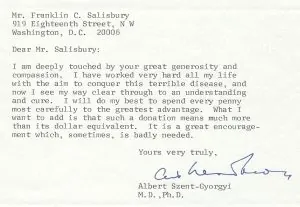 Mr. Franklin C. Salisbury
919 Eighteenth Street, N W
Washington, D.C. 20006
Dear Mr. Salisbury:
I am deeply touched by your great generosity and
compassion. I have worked very hard all my life
with the aim to conquer this terrible disease, and
now I see my way clear through to an understanding
and cure. I will do my best to spend every penny
most carefully to the greatest advantage. What I
want to add is that such a donation means much more
than its dollar equivalent. It is a great encourage-
ment which, sometimes, is badly needed.
Yours very truly,
Albert Szent-Gyorgyi
M.D.,Ph.D.